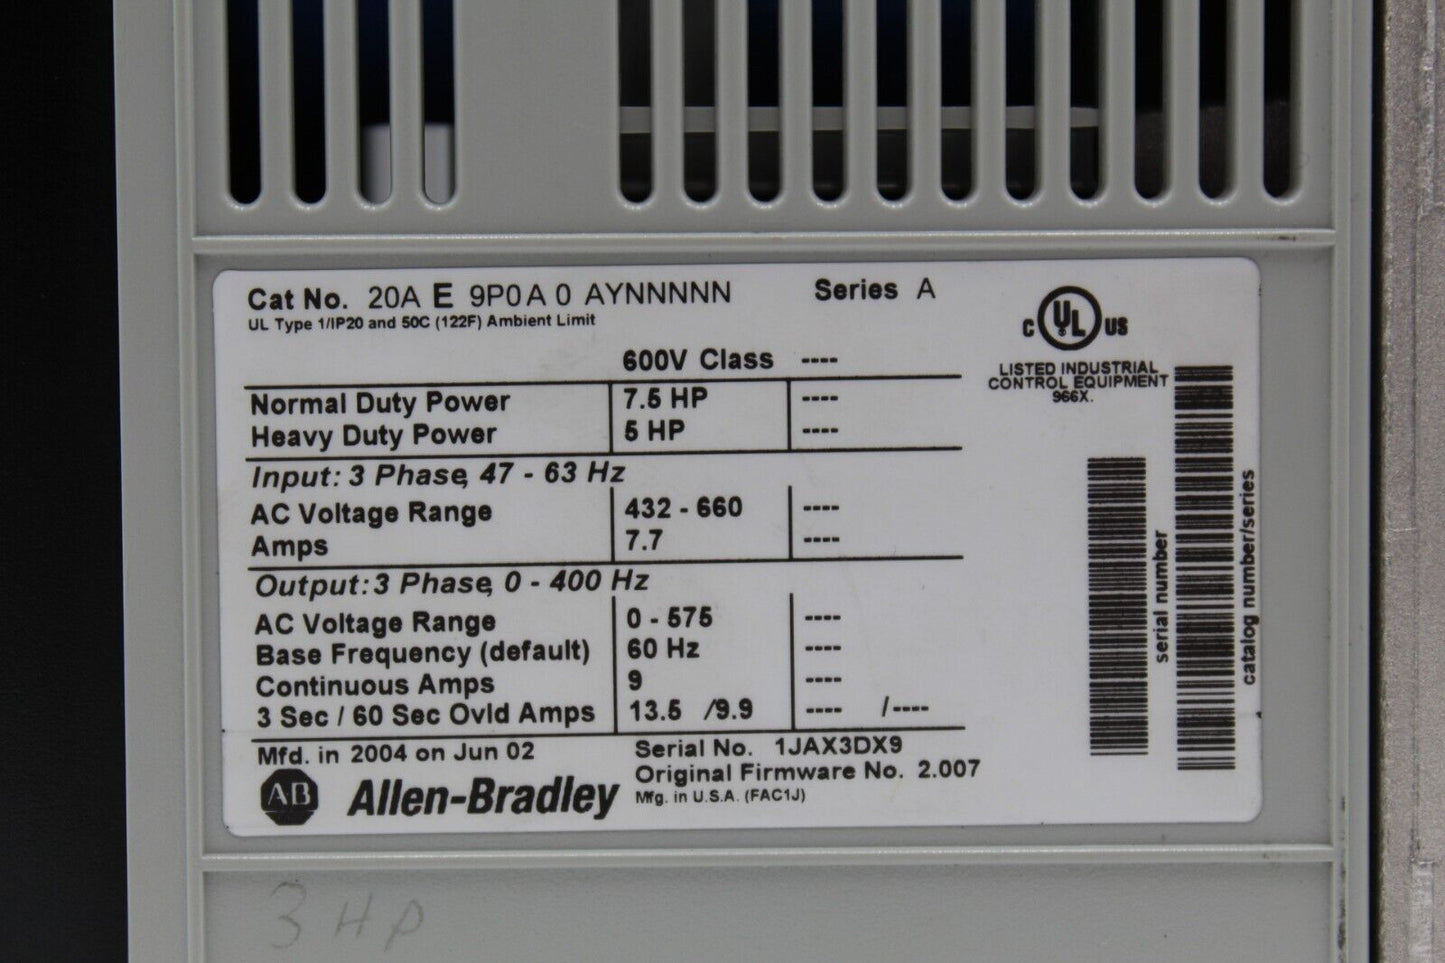 Cat No. 20A E 9P0A0 AYNNNNN Series A
UL Type 1/IP20 and 50C (122F) Ambient Limit
C UL US
LISTED INDUSTRIAL
CONTROL EQUIPMENT
966X.
600V Class ----
Normal Duty Power 7.5 HP ----
Heavy Duty Power 5 HP ----
Input: 3 Phase, 47 - 63 Hz
AC Voltage Range 432 - 660 ----
Amps 7.7 ----
Output: 3 Phase, 0 - 400 Hz
AC Voltage Range 0 - 575 ----
Base Frequency (default) 60 Hz ----
Continuous Amps 9 ----
3 Sec / 60 Sec Ovld Amps 13.5 /9.9 ---- /----
serial number
catalog number/series
Mfd. in 2004 on Jun 02 Serial No. 1JAX3DX9
Original Firmware No. 2.007
AB Allen-Bradley Mfg. in U.S.A. (FAC1J)
3 HP